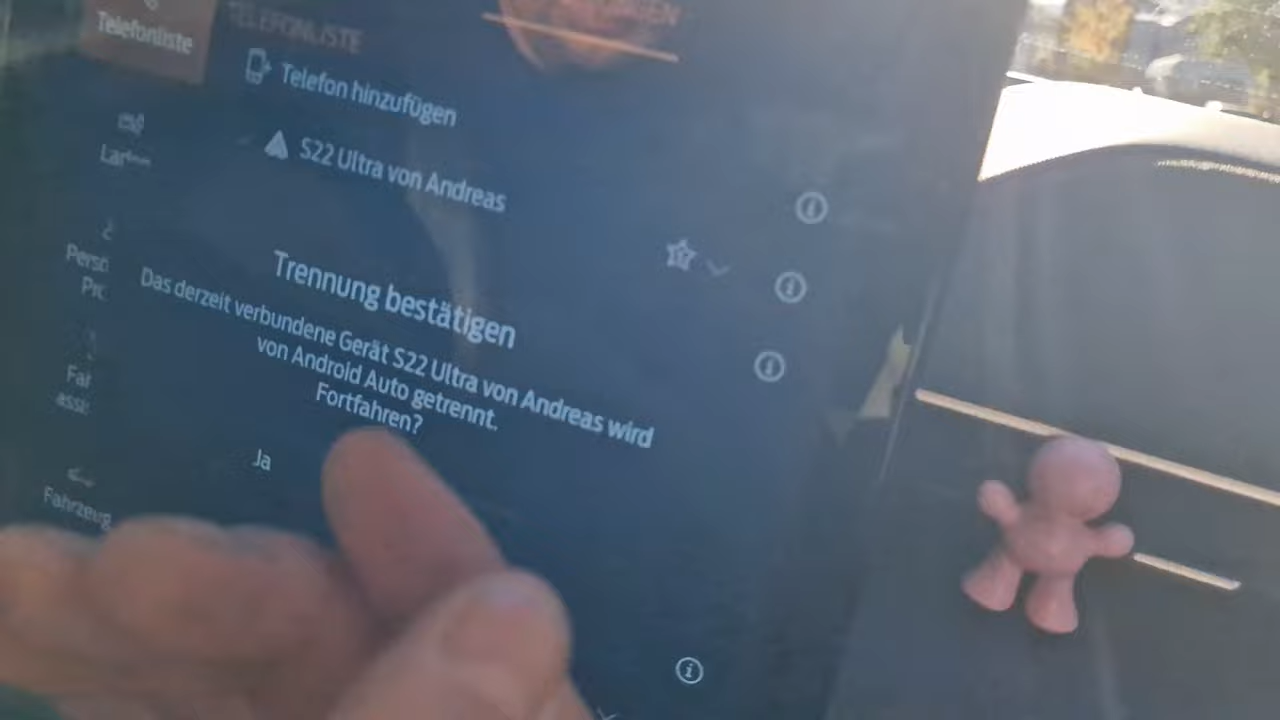 Telefonliste
TELEFONLISTE
Telefon hinzufügen
S22 Ultra von Andreas
Trennung bestätigen
Das derzeit verbundene Gerät S22 Ultra von Andreas wird
von Android Auto getrennt.
Fortfahren?
Ja
Fahrzeug